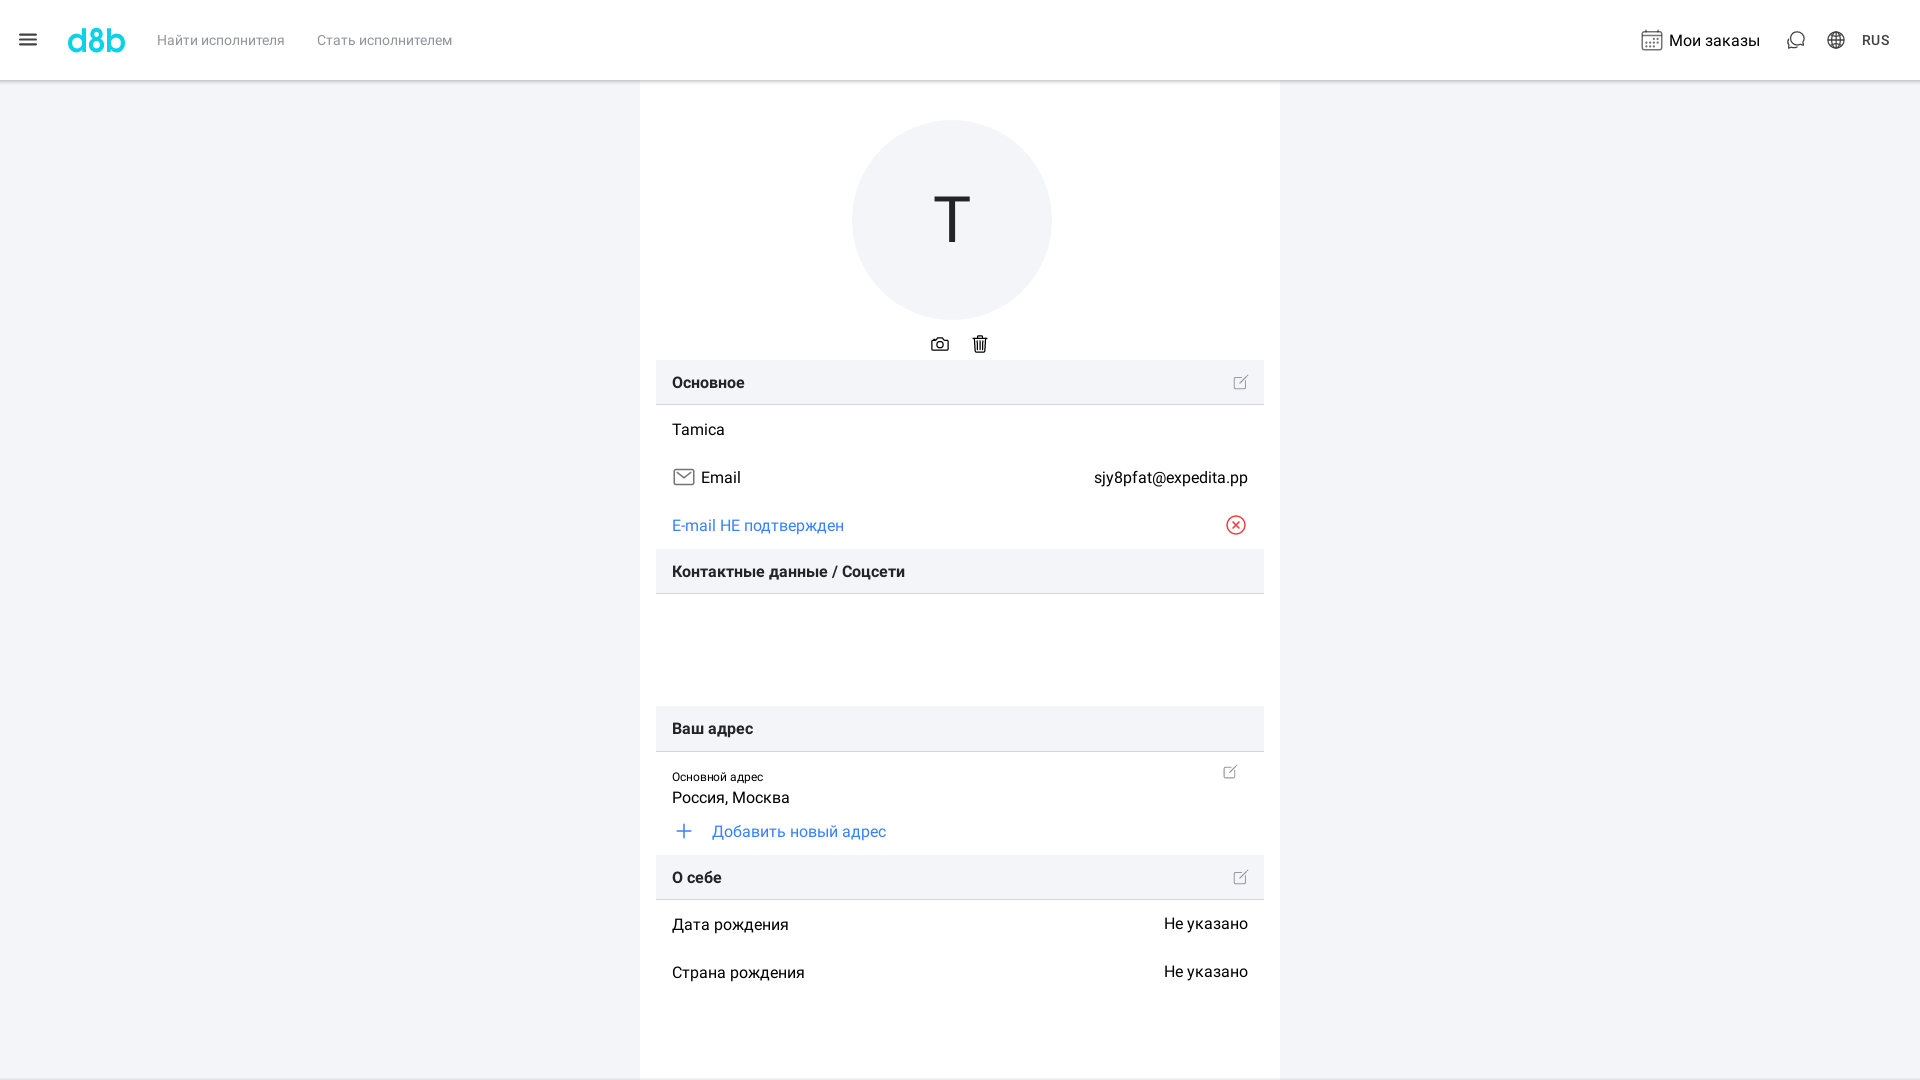 d8b
Найти исполнителя
Стать исполнителем
Мои заказы
RUS
T
Основное
Tamica
Email
sjy8pfat@expedita.pp
E-mail НЕ подтвержден
Контактные данные / Соцсети
Ваш адрес
Основной адрес
Россия, Москва
Добавить новый адрес
О себе
Дата рождения
Не указано
Страна рождения
Не указано